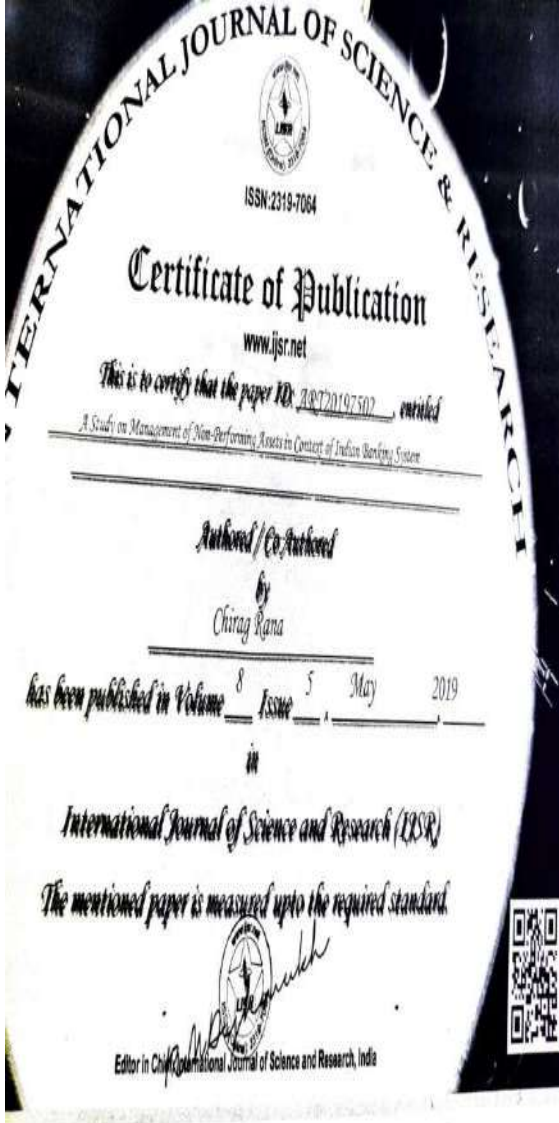 INTERNATIONAL JOURNAL OF SCIENCE & RESEARCH
IJSR
ISSN:2319-7064
Certificate of Publication
www.ijsr.net
This is to certify that the paper ID: ART20197502, entitled
A Study on Management of Non-Performing Assets in Context of Indian Banking System
Authored / Co Authored
by
Chirag Rana
has been published in Volume 8 Issue 5, May, 2019
in
International Journal of Science and Research (IJSR)
The mentioned paper is measured upto the required standard.
IJSR
Editor in Chief, International Journal of Science and Research, India